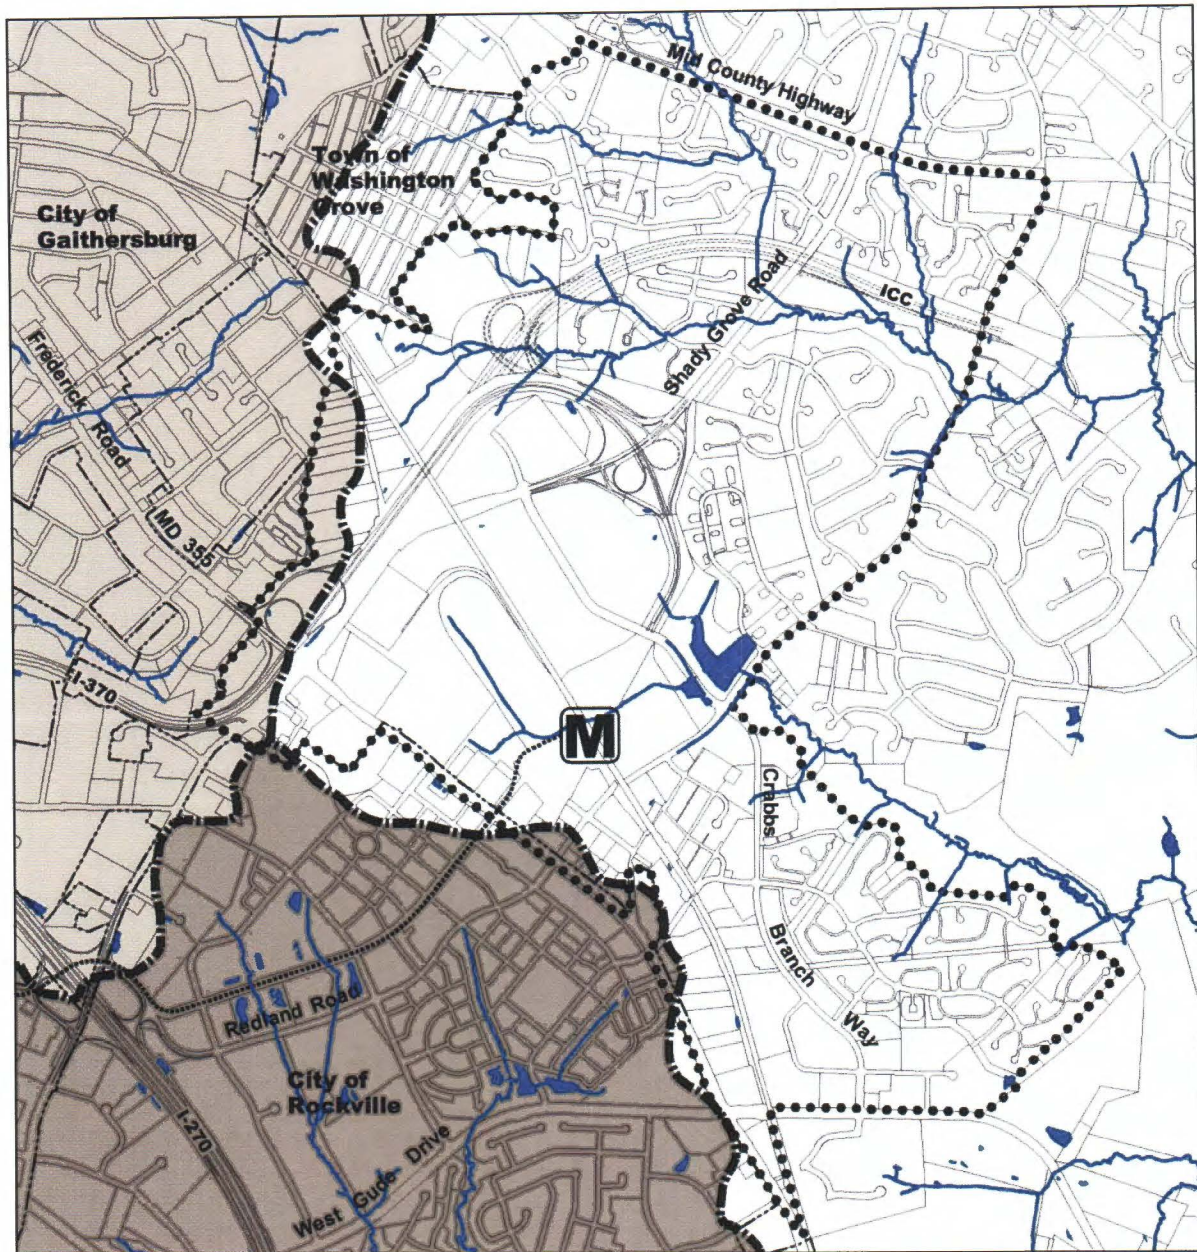 Mid County Highway
Town of
Washington
Grove
City of
Gaithersburg
Shady Grove Road
ICC
Frederick Road
MD 355
I-370
M
Crabbs Branch Way
Redland Road
City of
Rockville
I-270
West Gude Drive